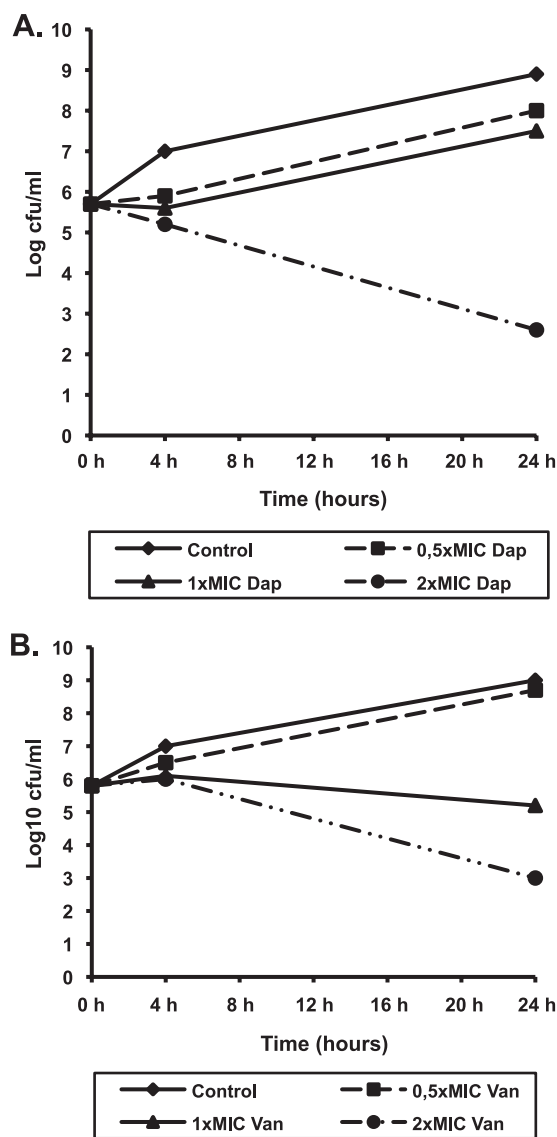 A.
10
9
8
7
6
5
4
3
2
1
0
Log cfu/ml
0 h 4 h 8 h 12 h 16 h 20 h 24 h
Time (hours)
Control 0,5xMIC Dap
1xMIC Dap 2xMIC Dap
B.
10
9
8
7
6
5
4
3
2
1
0
Log10 cfu/ml
0 h 4 h 8 h 12 h 16 h 20 h 24 h
Time (hours)
Control 0,5xMIC Van
1xMIC Van 2xMIC Van